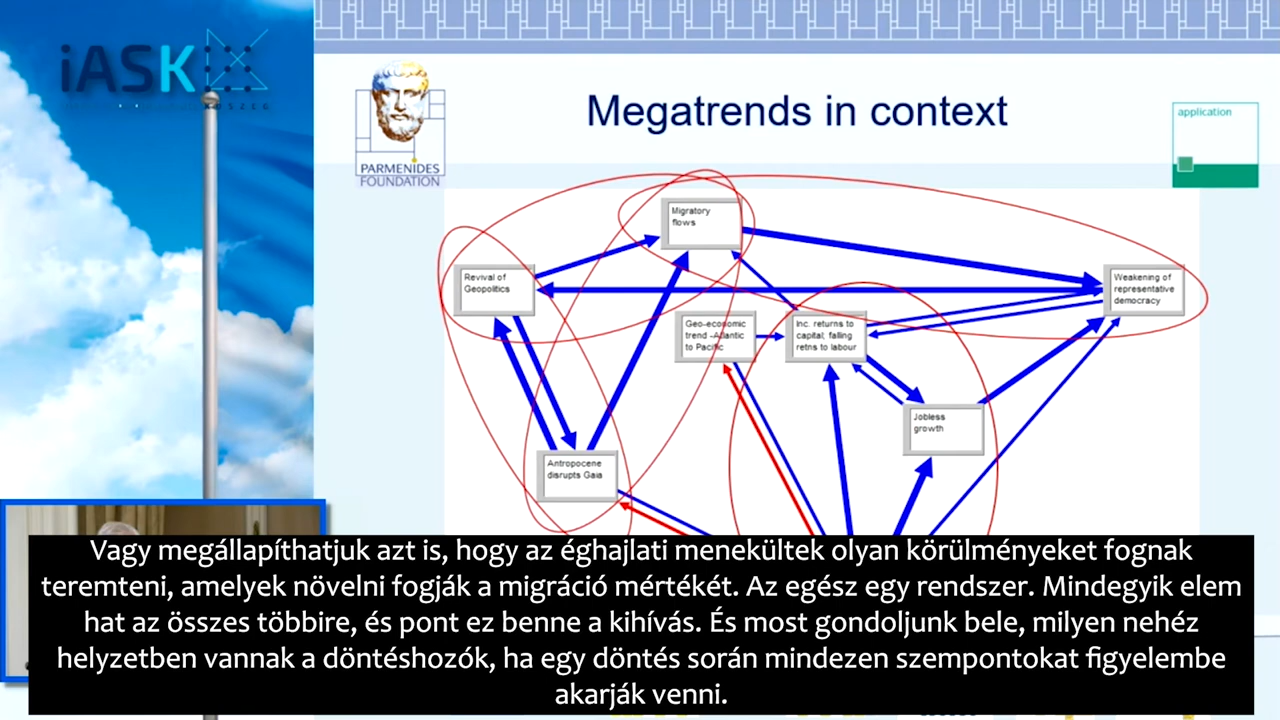 iASK
KOSZEG
PARMENIDES
FOUNDATION
Megatrends in context
application
Migratory
flows
Revival of
Geopolitics
Weakening of
representative
democracy
Geo-economic
trend -Atlantic
to Pacific
Inc. returns to
capital; falling
retns to labour
Jobless
growth
Antropocene
disrupts Gaia
Vagy megállapíthatjuk azt is, hogy az éghajlati menekültek olyan körülményeket fognak
teremteni, amelyek növelni fogják a migráció mértékét. Az egész egy rendszer. Mindegyik elem
hat az összes többire, és pont ez benne a kihívás. És most gondoljunk bele, milyen nehéz
helyzetben vannak a döntéshozók, ha egy döntés során mindezen szempontokat figyelembe
akarják venni.